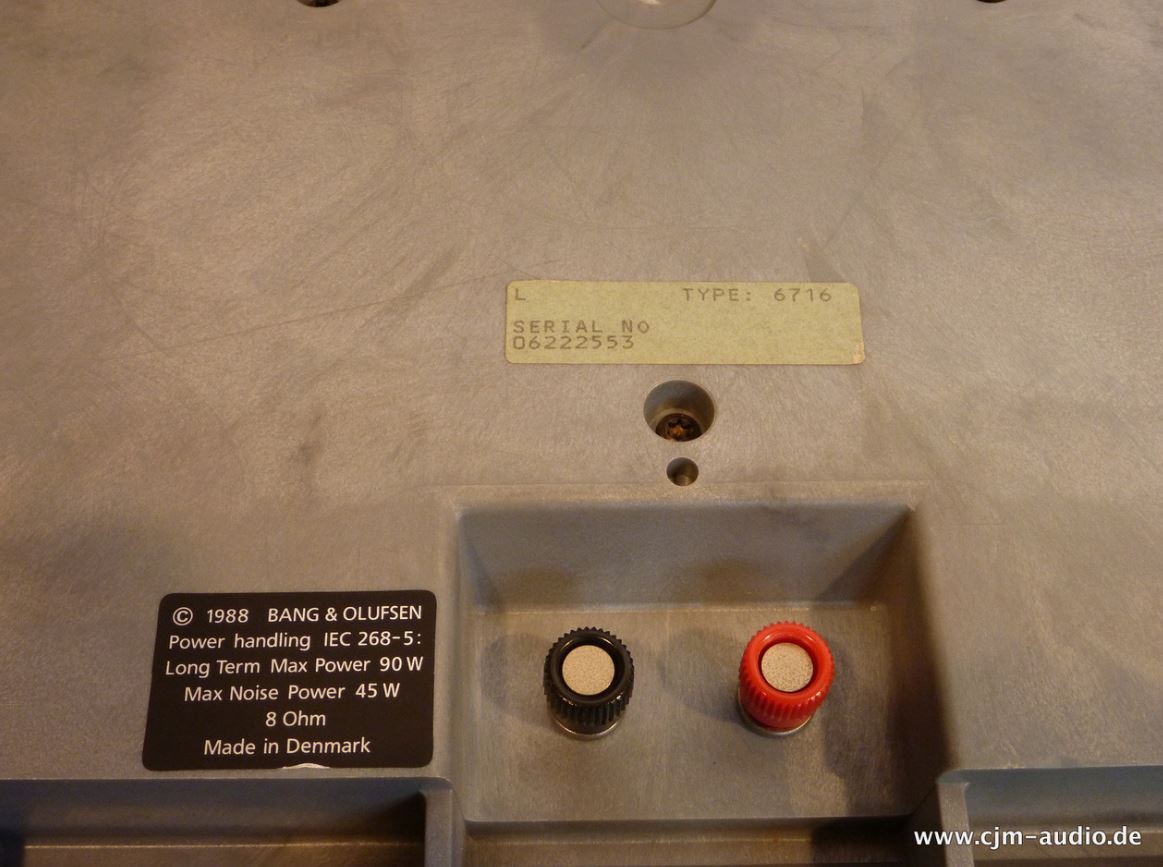 L TYPE: 6716
SERIAL NO
06222553
© 1988 BANG & OLUFSEN
Power handling IEC 268-5:
Long Term Max Power 90 W
Max Noise Power 45 W
8 Ohm
Made in Denmark
www.cjm-audio.de